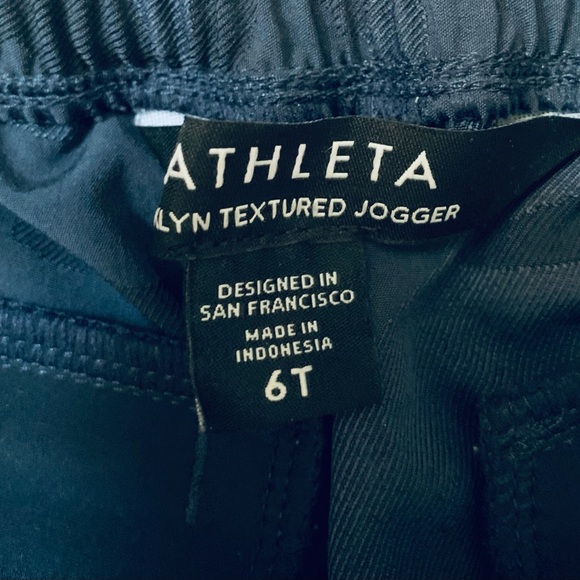 ATHLETA
TEXTURED JOGGER
DESIGNED IN
SAN FRANCISCO
MADE IN
INDONESIA
6T